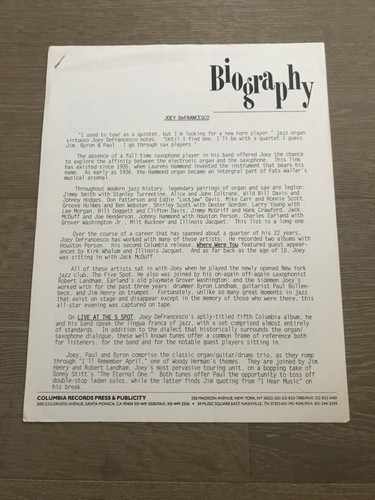 Biography
JOEY DeFRANCESCO
"I used to tour as a quintet, but I'm looking for a new horn player," jazz organ
virtuoso Joey DeFrancesco notes. "Until I find one, I'll be with a quartet I guess.
Jim, Byron & Paul. I go through sax players."
The absence of a full time saxophone player in his band offered Joey the chance
to explore the affinity between the electronic organ and the saxophone. This link
has existed since 1935, when Laurens Hammond invented the instrument that bears his
name. As early as 1936, the Hammond organ became an intergral part of Fats Waller's
musical arsenal.
Throughout modern jazz history, legendary pairings of organ and sax are legion:
Jimmy Smith with Stanley Turrentine, Alice and John Coltrane, Wild Bill Davis and
Johnny Hodges, Don Patterson and Eddie "Lockjaw" Davis, Mike Carr and Ronnie Scott,
Groove Holmes and Ben Webster, Shirley Scott with Dexter Gordon, Larry Young with
Lee Morgan, Bill Doggett and Clifton Davis, Jimmy McGriff and Hank Crawford, Jack
McDuff and Joe Henderson, Johnny Hammond with Houston Person, Charles Earland with
Grover Washington Jr., Milt Buckner and Illinois Jacquet. This list is a long one.
Over the course of a career that has spanned about a quarter of his 22 years,
Joey DeFrancesco has worked with many of these artists. He recorded two albums with
Houston Person. His second Columbia release, Where Were You featured guest appear-
ances by Kirk Whalum and Illinois Jacquet. And as far back as the age of 16, Joey
was sitting in with Jack McDuff.
All of these artists sat in with Joey when he played the newly opened New York
jazz club, The Five Spot. He also was joined by his on-again off-again saxophonist
Robert Landham, Earland's old playmate Grover Washington, and the sidemen Joey's
worked with for the past three years: drummer Byron Landham, guitarist Paul Bollen-
beck, and Jim Henry on trumpet. Fortunately, unlike so many great moments in jazz
that exist on stage and disappear except in the memory of those who were there, this
all-star evening was captured on tape.
On LIVE AT THE 5 SPOT, Joey DeFrancesco's aptly-titled fifth Columbia album, he
and his band speak the lingua franca of jazz, with a set comprised almost entirely
of standards. In addition to the dialect that historically surrounds the organ/
saxophone dialogue, these well known tunes offer a common frame of reference both
for listeners, for the band and for the notable guest players sitting in.
Joey, Paul and Byron comprise the classic organ/guitar/drums trio, as they romp
through "I'll Remember April," one of Woody Herman's themes. They are joined by Jim
Henry and Robert Landham, Joey's most pervasive touring unit, on a bopping take of
Sonny Stitt's "The Eternal One." Both tunes offer Paul the opportunity to toss off
double-stop laden solos, while the latter finds Jim quoting from "I Hear Music" on
his break.
COLUMBIA RECORDS PRESS & PUBLICITY